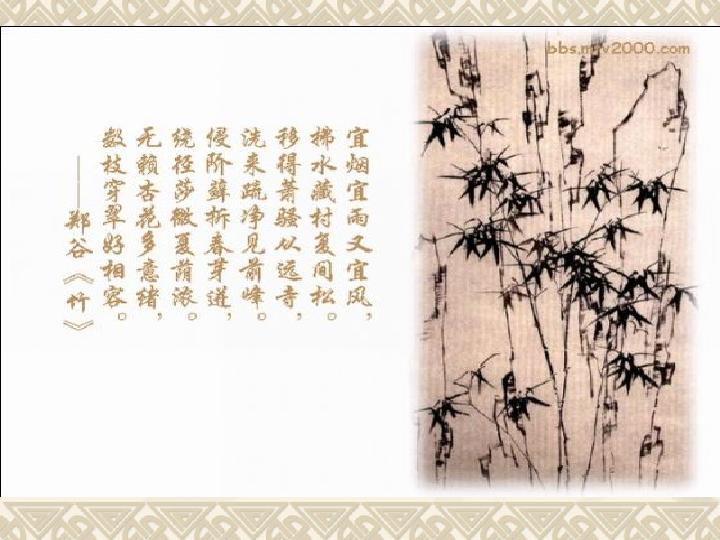 宜烟宜雨又宜风，
拂水藏村复间松。
移得萧骚从远寺，
洗来疏净见前峰。
侵阶藓拆春芽迸，
绕径莎微夏荫浓。
无赖杏花多意绪，
数枝穿翠好相容。
——郑谷《竹》
bbs.mtv2000.com